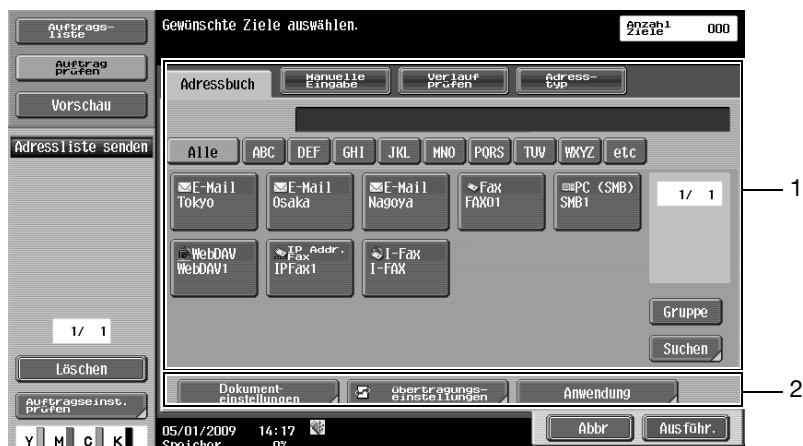 Auftrags-
liste
Auftrag
prüfen
Vorschau
Adressliste senden
1/ 1
Löschen
Auftragseinst.
prüfen
Y M C K
Gewünschte Ziele auswählen.
Anzahl
Ziele
000
Adressbuch
Manuelle
Eingabe
Verlauf
prüfen
Adress-
typ
Alle ABC DEF GHI JKL MNO PQRS TUV WXYZ etc
E-Mail
Tokyo
E-Mail
Osaka
E-Mail
Nagoya
Fax
FAX01
PC (SMB)
SMB1
1/ 1
WebDAV
WebDAV1
IP Addr.
Fax
IPFax1
I-Fax
I-FAX
Gruppe
Suchen
Dokument-
einstellungen
Übertragungs-
einstellungen
Anwendung
05/01/2009 14:17
Speicher 0%
Abbr
Ausführ.
1
2